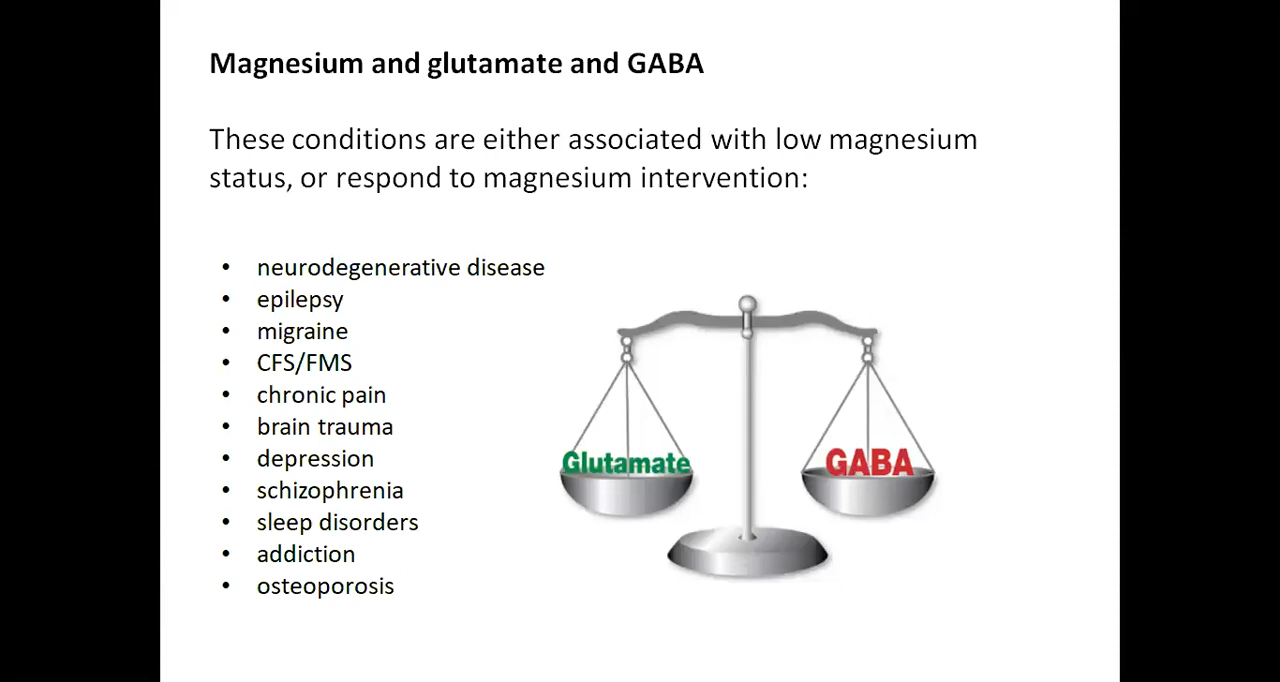 Magnesium and glutamate and GABA
These conditions are either associated with low magnesium
status, or respond to magnesium intervention:
• neurodegenerative disease
• epilepsy
• migraine
• CFS/FMS
• chronic pain
• brain trauma
• depression
• schizophrenia
• sleep disorders
• addiction
• osteoporosis
Glutamate
GABA